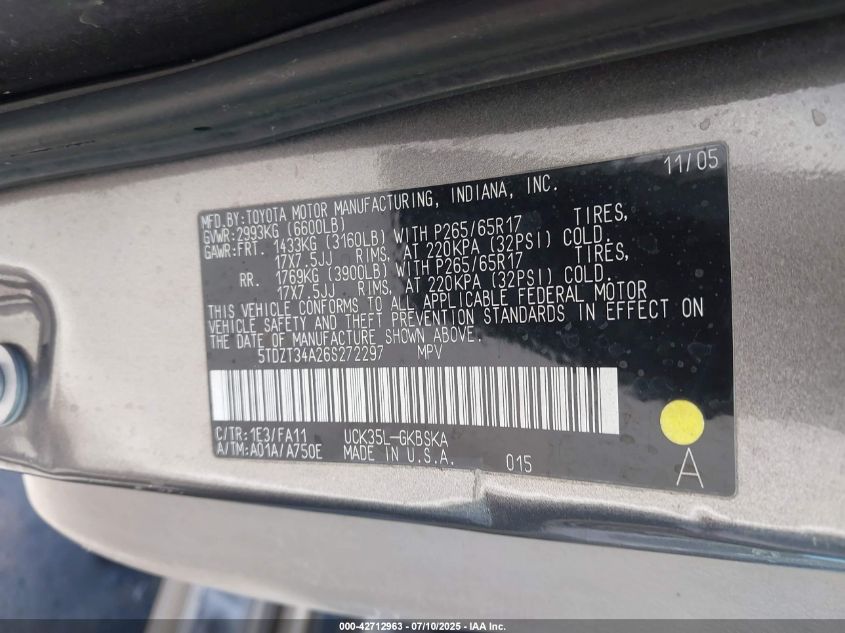 11/05
MFD.BY:TOYOTA MOTOR MANUFACTURING, INDIANA, INC.
GVWR:2993KG (6600LB)
GAWR:FRT. 1433KG (3160LB) WITH P265/65R17 TIRES,
17X7.5JJ RIMS, AT 220KPA (32PSI) COLD.
RR. 1769KG (3900LB) WITH P265/65R17 TIRES,
17X7.5JJ RIMS, AT 220KPA (32PSI) COLD.
THIS VEHICLE CONFORMS TO ALL APPLICABLE FEDERAL MOTOR
VEHICLE SAFETY AND THEFT PREVENTION STANDARDS IN EFFECT ON
THE DATE OF MANUFACTURE SHOWN ABOVE.
5TDZT34A26S272297 MPV
C/TR:1E3/FA11 UCK35L-GKBSKA
A/TM:A01A/A750E MADE IN U.S.A. 015
A
000-42712963 - 07/10/2025 - IAA Inc.